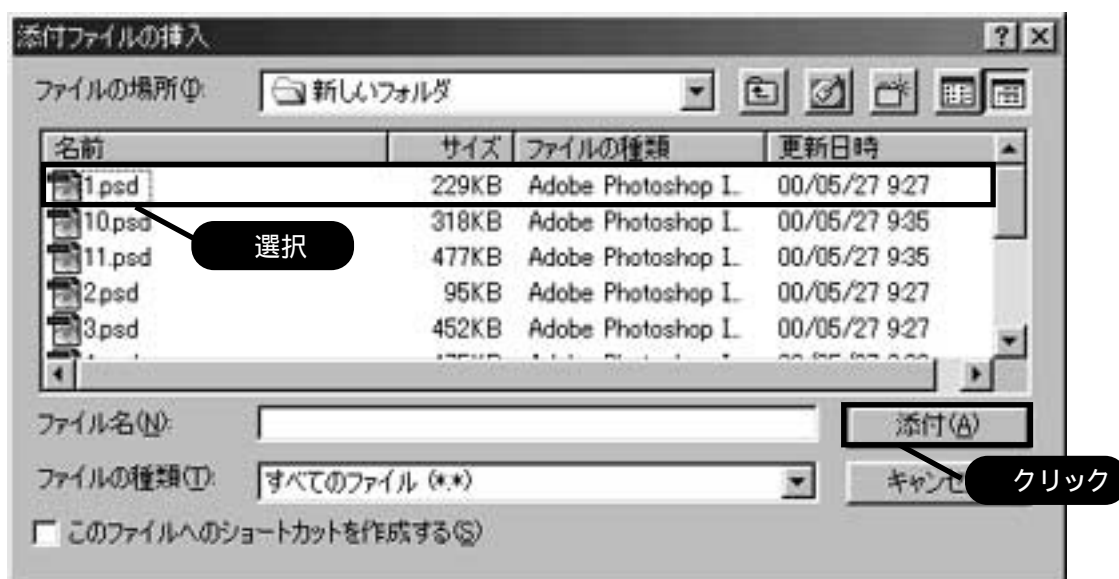 添付ファイルの挿入
ファイルの場所(I): 新しいフォルダ
名前 サイズ ファイルの種類 更新日時
1.psd 229KB Adobe Photoshop I... 00/05/27 9:27
10.psd 318KB Adobe Photoshop I... 00/05/27 9:35
選択
11.psd 477KB Adobe Photoshop I... 00/05/27 9:35
2.psd 95KB Adobe Photoshop I... 00/05/27 9:27
3.psd 452KB Adobe Photoshop I... 00/05/27 9:27
ファイル名(N): 添付(A)
ファイルの種類(T): すべてのファイル (*.*) キャンセ
クリック
このファイルへのショートカットを作成する(S)